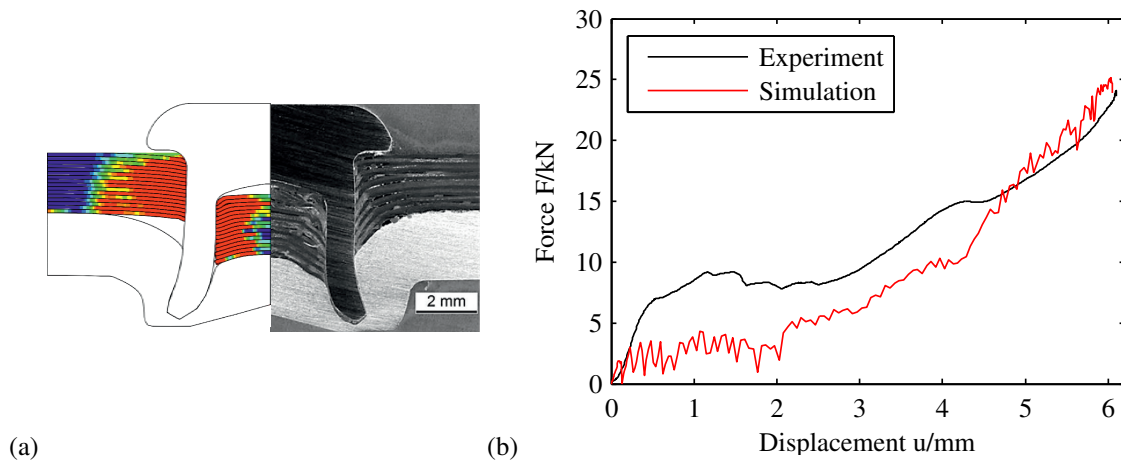 2 mm
(a)
30
25
20
15
10
5
0
Force F/kN
Experiment
Simulation
0 1 2 3 4 5 6
Displacement u/mm
(b)